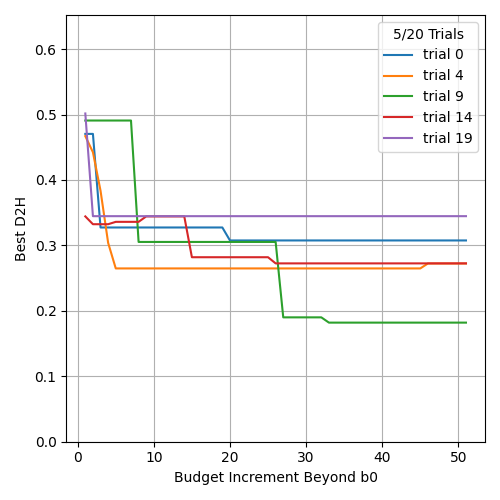 5/20 Trials
trial 0
trial 4
trial 9
trial 14
trial 19
0.6
0.5
0.4
0.3
0.2
0.1
0.0
Best D2H
0 10 20 30 40 50
Budget Increment Beyond b0